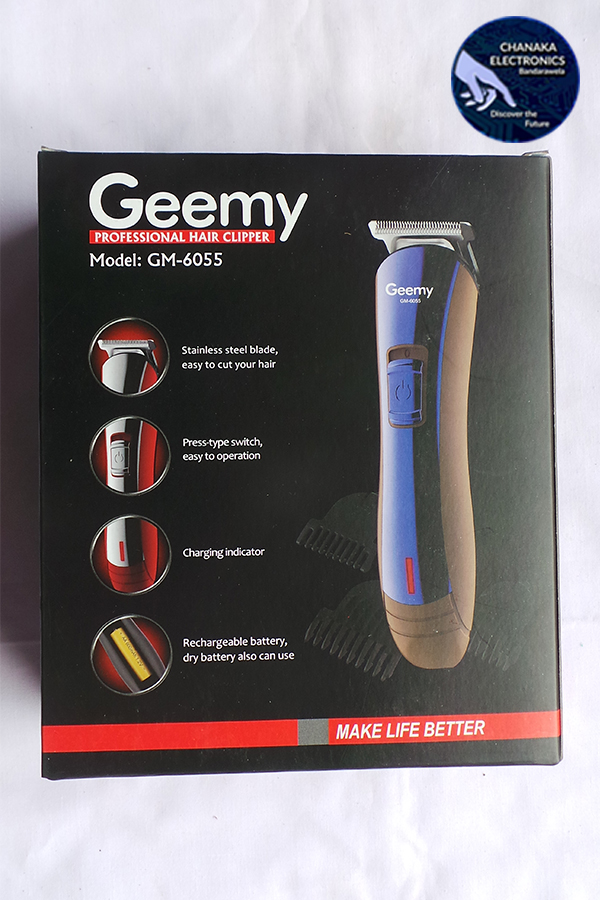 CHANAKA
ELECTRONICS
Bandarawela
Discover the
Future
Geemy
PROFESSIONAL HAIR CLIPPER
Model: GM-6055
Geemy
GM-6055
Stainless steel blade,
easy to cut your hair
Press-type switch,
easy to operation
Charging indicator
Rechargeable battery,
dry battery also can use
MAKE LIFE BETTER